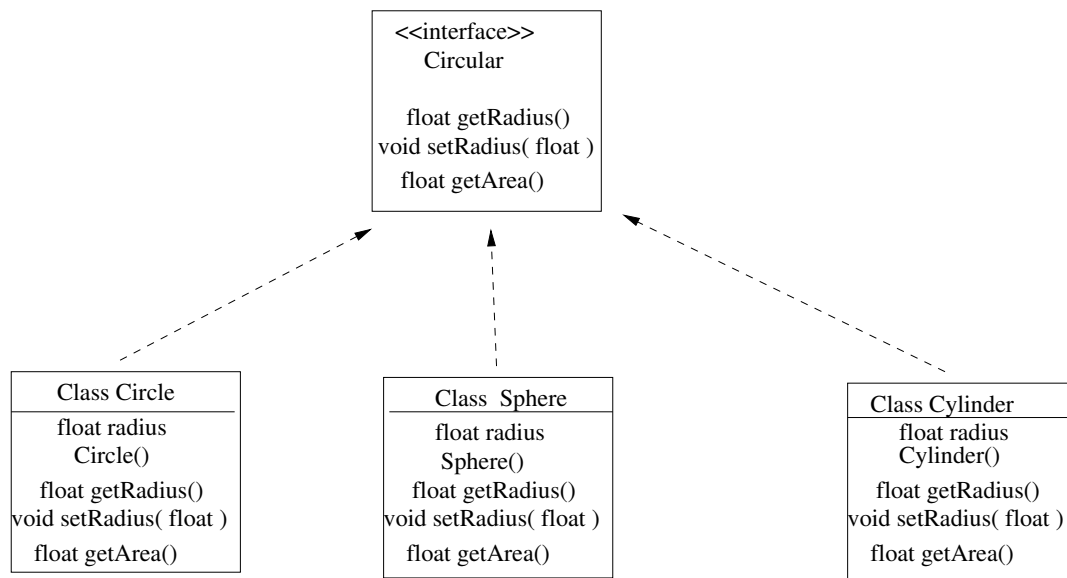 <<interface>>
Circular
float getRadius()
void setRadius( float )
float getArea()
Class Circle
float radius
Circle()
float getRadius()
void setRadius( float )
float getArea()
Class Sphere
float radius
Sphere()
float getRadius()
void setRadius( float )
float getArea()
Class Cylinder
float radius
Cylinder()
float getRadius()
void setRadius( float )
float getArea()